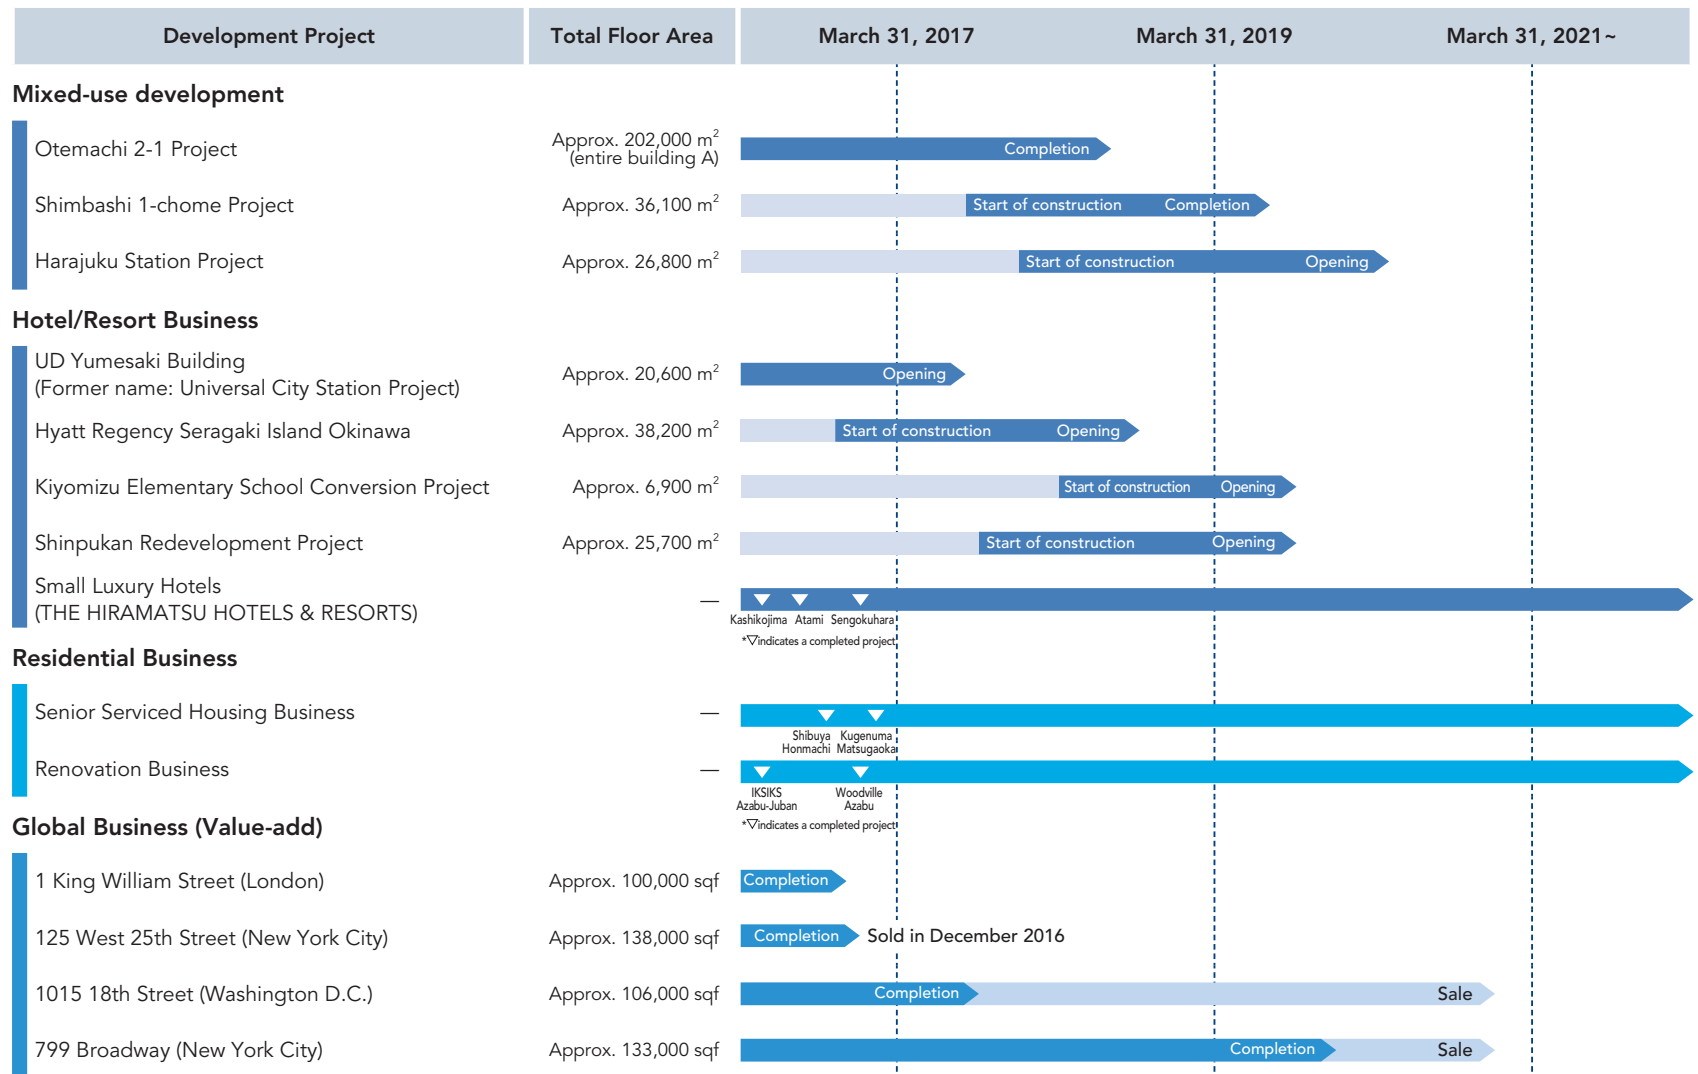 Development Project Total Floor Area March 31, 2017 March 31, 2019 March 31, 2021~
Mixed-use development
Otemachi 2-1 Project Approx. 202,000 m² Completion
(entire building A)
Shimbashi 1-chome Project Approx. 36,100 m² Start of construction Completion
Harajuku Station Project Approx. 26,800 m² Start of construction Opening
Hotel/Resort Business
UD Yumesaki Building
(Former name: Universal City Station Project) Approx. 20,600 m² Opening
Hyatt Regency Seragaki Island Okinawa Approx. 38,200 m² Start of construction Opening
Kiyomizu Elementary School Conversion Project Approx. 6,900 m² Start of construction Opening
Shinpukan Redevelopment Project Approx. 25,700 m² Start of construction Opening
Small Luxury Hotels
(THE HIRAMATSU HOTELS & RESORTS) —
Kashikojima Atami Sengokuhara
*▽indicates a completed project
Residential Business
Senior Serviced Housing Business —
Shibuya Kugenuma
Honmachi Matsugaoka
Renovation Business —
IKSIKS Woodville
Azabu-Juban Azabu
*▽indicates a completed project
Global Business (Value-add)
1 King William Street (London) Approx. 100,000 sqf Completion
125 West 25th Street (New York City) Approx. 138,000 sqf Completion Sold in December 2016
1015 18th Street (Washington D.C.) Approx. 106,000 sqf Completion Sale
799 Broadway (New York City) Approx. 133,000 sqf Completion Sale